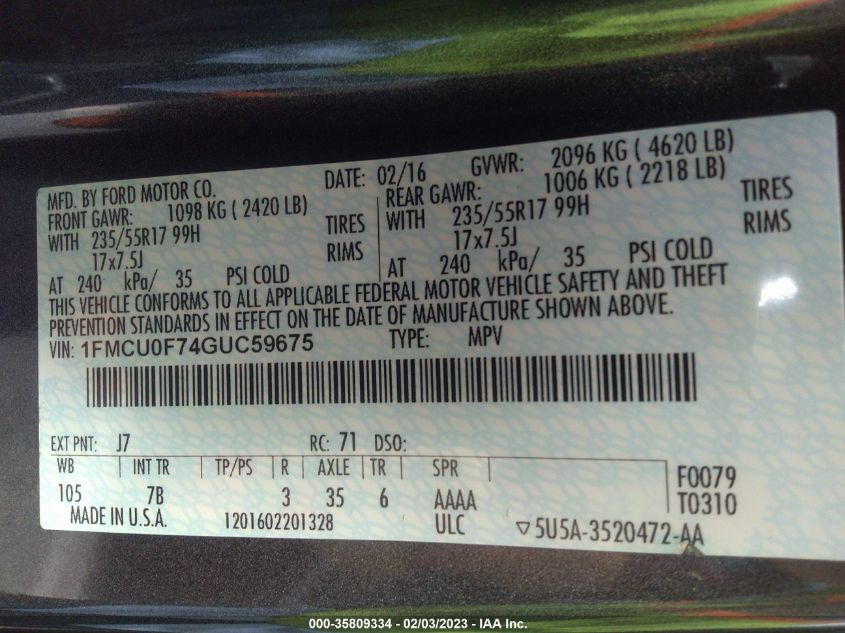 MFD. BY FORD MOTOR CO. DATE: 02/16 GVWR: 2096 KG ( 4620 LB)
FRONT GAWR: 1098 KG ( 2420 LB) REAR GAWR: 1006 KG ( 2218 LB)
WITH 235/55R17 99H TIRES WITH 235/55R17 99H TIRES
17x7.5J RIMS 17x7.5J RIMS
AT 240 kPa/ 35 PSI COLD AT 240 kPa/ 35 PSI COLD
THIS VEHICLE CONFORMS TO ALL APPLICABLE FEDERAL MOTOR VEHICLE SAFETY AND THEFT
PREVENTION STANDARDS IN EFFECT ON THE DATE OF MANUFACTURE SHOWN ABOVE.
VIN: 1FMCU0F74GUC59675 TYPE: MPV
EXT PNT: J7 RC: 71 DSO:
WB INT TR TP/PS R AXLE TR SPR F0079
105 7B 3 35 6 AAAA T0310
MADE IN U.S.A. 1201602201328 ULC ▽5U5A-3520472-AA
000-35809334 - 02/03/2023 - IAA Inc.